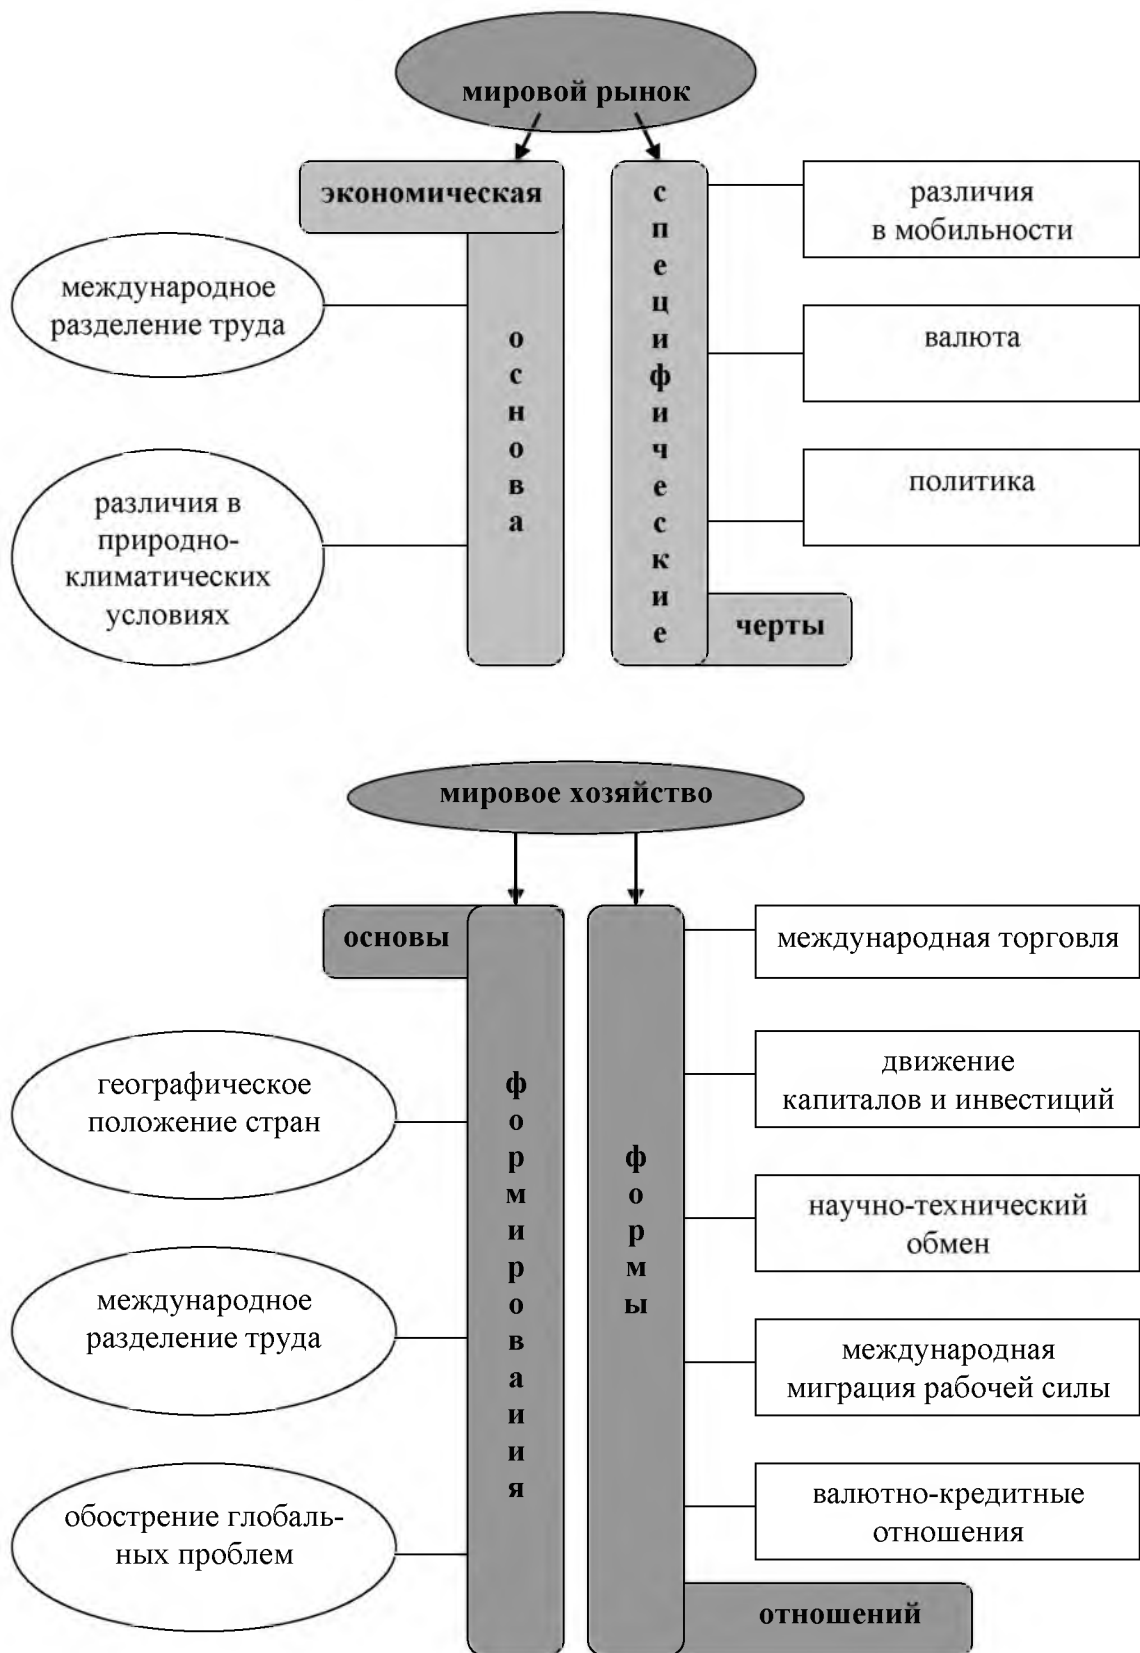 мировой рынок
экономическая
основа
международное
разделение труда
различия в
природно-
климатических
условиях
специфические
черты
различия
в мобильности
валюта
политика
мировое хозяйство
основы
формироваиия
географическое
положение стран
международное
разделение труда
обострение глобаль-
ных проблем
формы
отношений
международная торговля
движение
капиталов и инвестиций
научно-технический
обмен
международная
миграция рабочей силы
валютно-кредитные
отношения